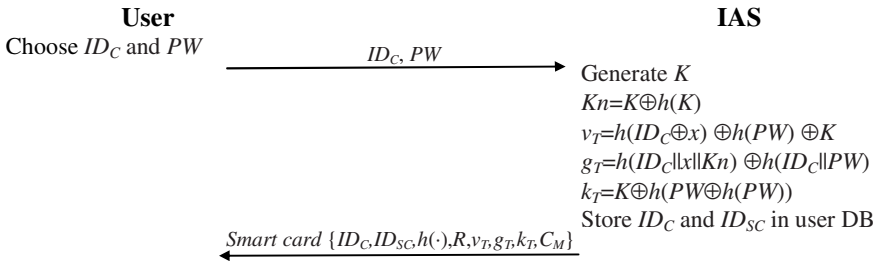 User
IAS
Choose ID_C and PW
ID_C, PW
Generate K
Kn=K⊕h(K)
v_T=h(ID_C⊕x) ⊕h(PW) ⊕K
g_T=h(ID_C||x||Kn) ⊕h(ID_C||PW)
k_T=K⊕h(PW⊕h(PW))
Store ID_C and ID_SC in user DB
Smart card {ID_C,ID_SC,h(·),R,v_T,g_T,k_T,C_M}